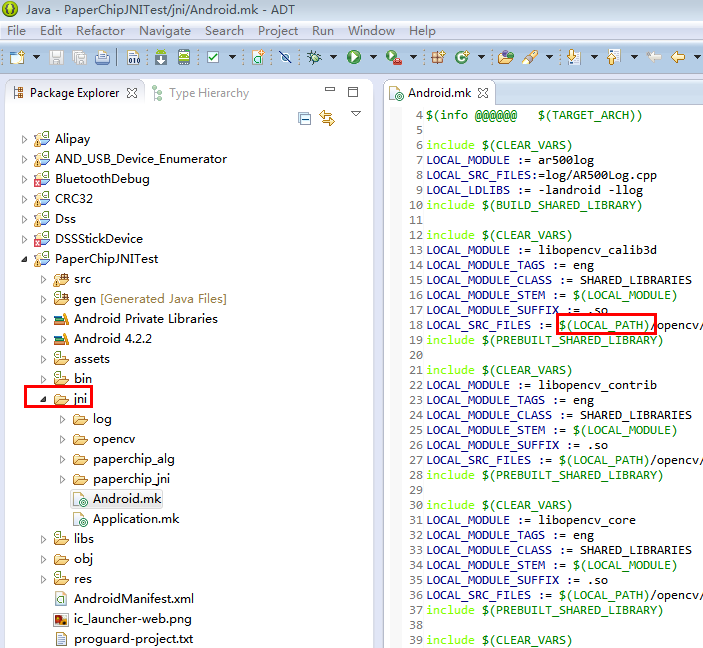 Java - PaperChipJNITest/jni/Android.mk - ADT
File Edit Refactor Navigate Search Project Run Window Help
Package Explorer
Type Hierarchy
Alipay
AND_USB_Device_Enumerator
BluetoothDebug
CRC32
Dss
DSSStickDevice
PaperChipJNITest
src
gen [Generated Java Files]
Android Private Libraries
Android 4.2.2
assets
bin
jni
log
opencv
paperchip_alg
paperchip_jni
Android.mk
Application.mk
libs
obj
res
AndroidManifest.xml
ic_launcher-web.png
proguard-project.txt
Android.mk
4 $(info @@@@@@   $(TARGET_ARCH))
5
6 include $(CLEAR_VARS)
7 LOCAL_MODULE := ar500log
8 LOCAL_SRC_FILES:=log/AR500Log.cpp
9 LOCAL_LDLIBS := -landroid -llog
10 include $(BUILD_SHARED_LIBRARY)
11
12 include $(CLEAR_VARS)
13 LOCAL_MODULE := libopencv_calib3d
14 LOCAL_MODULE_TAGS := eng
15 LOCAL_MODULE_CLASS := SHARED_LIBRARIES
16 LOCAL_MODULE_STEM := $(LOCAL_MODULE)
17 LOCAL_MODULE_SUFFIX := .so
18 LOCAL_SRC_FILES := $(LOCAL_PATH)/opencv/
19 include $(PREBUILT_SHARED_LIBRARY)
20
21 include $(CLEAR_VARS)
22 LOCAL_MODULE := libopencv_contrib
23 LOCAL_MODULE_TAGS := eng
24 LOCAL_MODULE_CLASS := SHARED_LIBRARIES
25 LOCAL_MODULE_STEM := $(LOCAL_MODULE)
26 LOCAL_MODULE_SUFFIX := .so
27 LOCAL_SRC_FILES := $(LOCAL_PATH)/opencv/
28 include $(PREBUILT_SHARED_LIBRARY)
29
30 include $(CLEAR_VARS)
31 LOCAL_MODULE := libopencv_core
32 LOCAL_MODULE_TAGS := eng
33 LOCAL_MODULE_CLASS := SHARED_LIBRARIES
34 LOCAL_MODULE_STEM := $(LOCAL_MODULE)
35 LOCAL_MODULE_SUFFIX := .so
36 LOCAL_SRC_FILES := $(LOCAL_PATH)/opencv/
37 include $(PREBUILT_SHARED_LIBRARY)
38
39 include $(CLEAR_VARS)